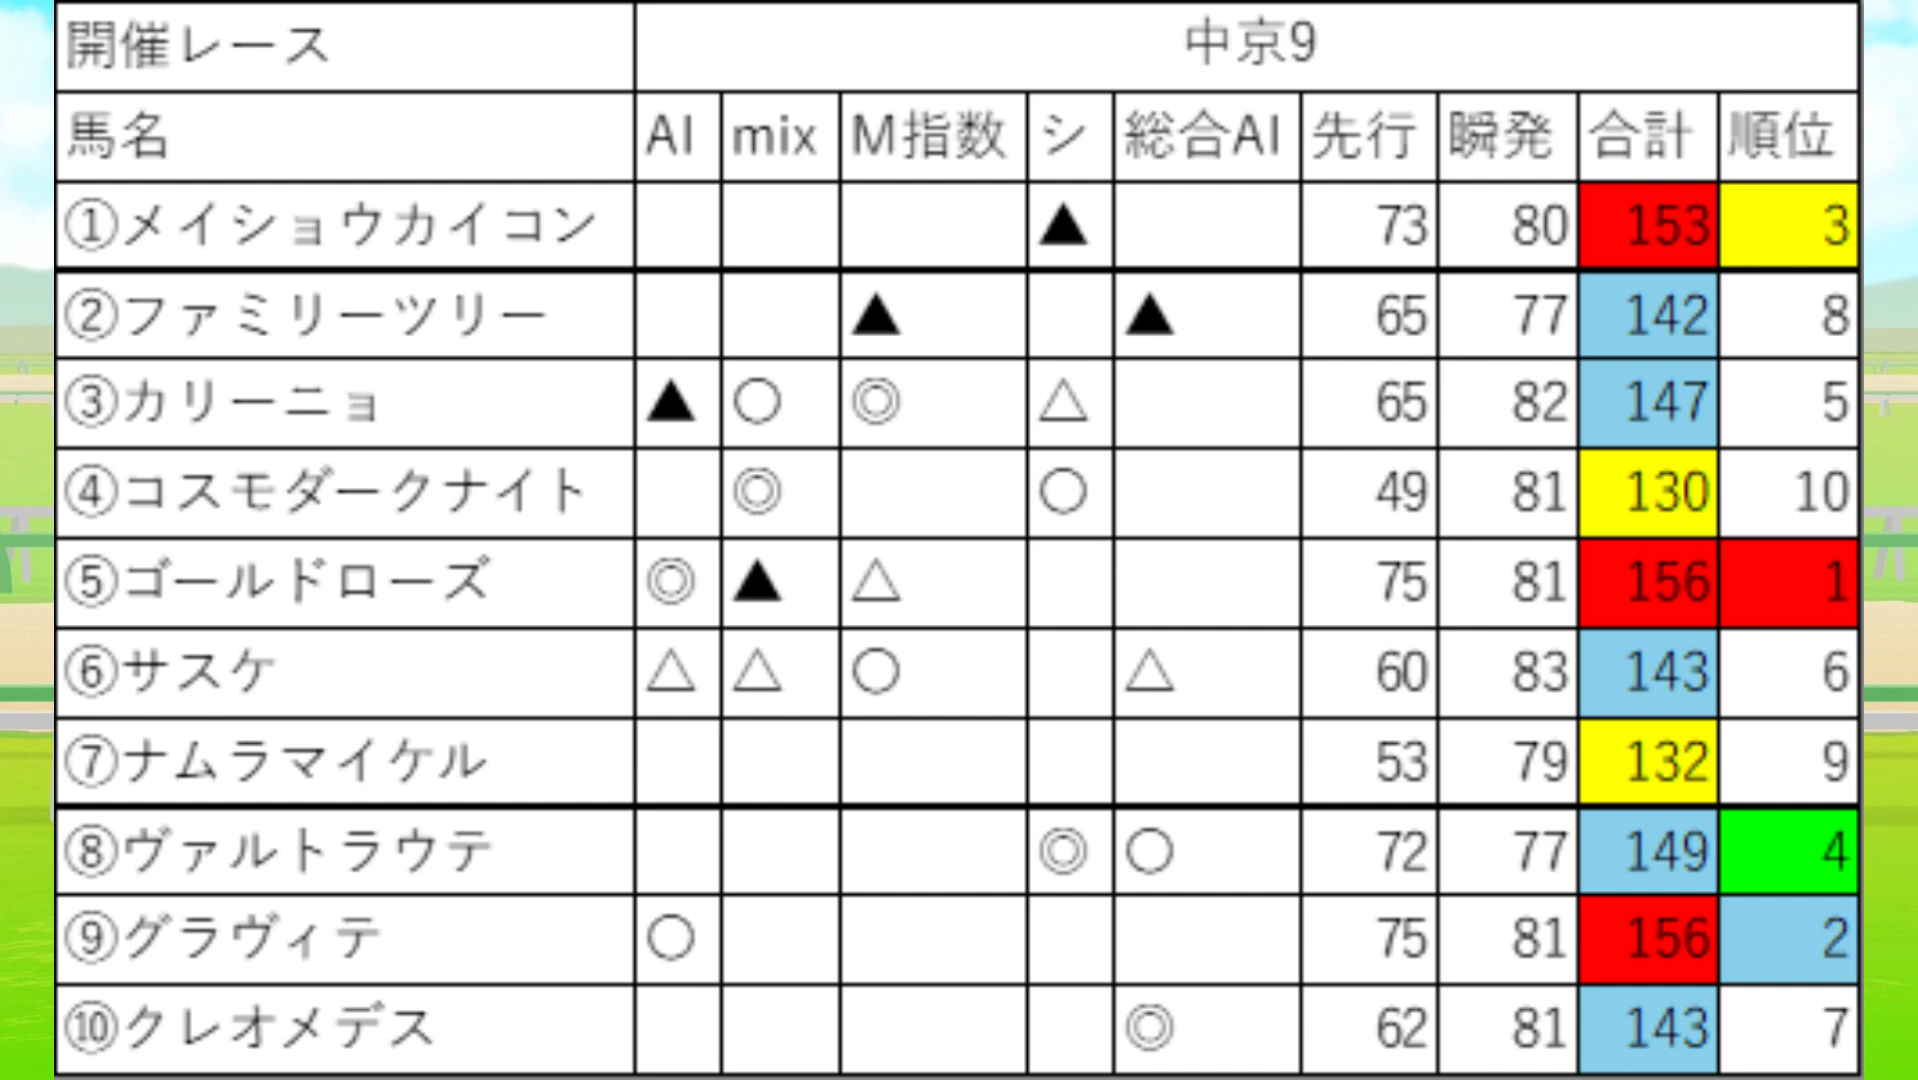 開催レース 中京9
馬名 AI mix M指数 シ 総合AI 先行 瞬発 合計 順位
①メイショウカイコン ▲ 73 80 153 3
②ファミリーツリー ▲ ▲ 65 77 142 8
③カリーニョ ▲ ○ ◎ △ 65 82 147 5
④コスモダークナイト ◎ ○ 49 81 130 10
⑤ゴールドローズ ◎ ▲ △ 75 81 156 1
⑥サスケ △ △ ○ △ 60 83 143 6
⑦ナムラマイケル 53 79 132 9
⑧ヴァルトラウテ ◎ ○ 72 77 149 4
⑨グラヴィテ ○ 75 81 156 2
⑩クレオメデス ◎ 62 81 143 7